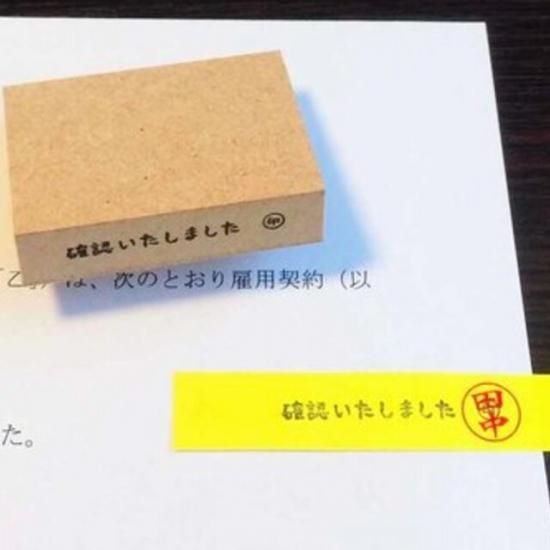 確認いたしました ㊞
乙」は、次のとおり雇用契約（以
確認いたしました 田中
た。